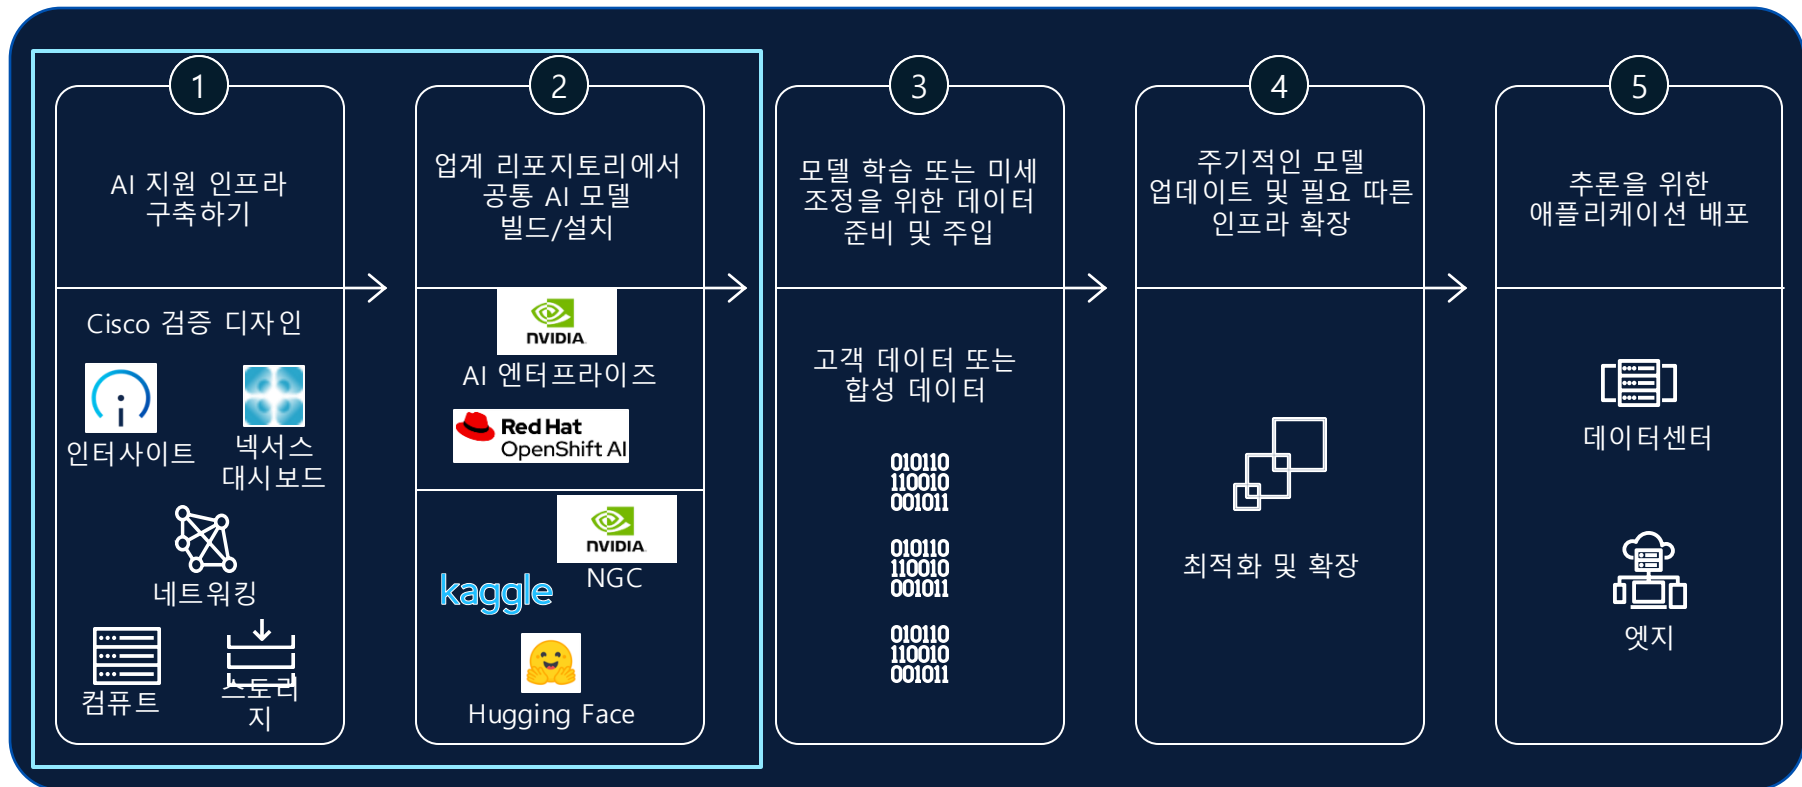 1
AI 지원 인프라
구축하기
Cisco 검증 디자인
인터사이트
넥서스
대시보드
네트워킹
컴퓨트
스토리
지
2
업계 리포지토리에서
공통 AI 모델
빌드/설치
NVIDIA.
AI 엔터프라이즈
Red Hat
OpenShift AI
NVIDIA.
NGC
kaggle
Hugging Face
3
모델 학습 또는 미세
조정을 위한 데이터
준비 및 주입
고객 데이터 또는
합성 데이터
010110
110010
001011
010110
110010
001011
010110
110010
001011
4
주기적인 모델
업데이트 및 필요 따른
인프라 확장
최적화 및 확장
5
추론을 위한
애플리케이션 배포
데이터센터
엣지